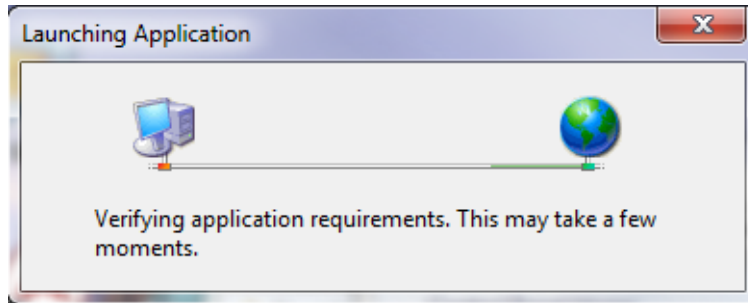 Launching Application
Verifying application requirements. This may take a few
moments.